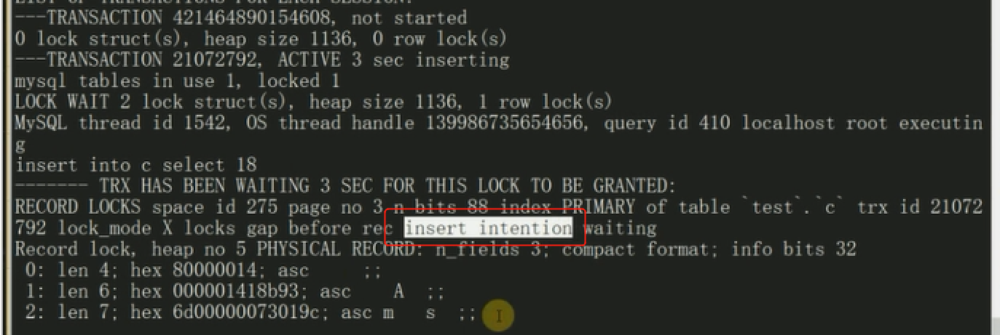 LIST OF TRANSACTIONS FOR EACH SESSION:
---TRANSACTION 421464890154608, not started
0 lock struct(s), heap size 1136, 0 row lock(s)
---TRANSACTION 21072792, ACTIVE 3 sec inserting
mysql tables in use 1, locked 1
LOCK WAIT 2 lock struct(s), heap size 1136, 1 row lock(s)
MySQL thread id 1542, OS thread handle 139986735654656, query id 410 localhost root executin
g
insert into c select 18
------- TRX HAS BEEN WAITING 3 SEC FOR THIS LOCK TO BE GRANTED:
RECORD LOCKS space id 275 page no 3 n bits 88 index PRIMARY of table `test`.`c` trx id 21072
792 lock_mode X locks gap before rec insert intention waiting
Record lock, heap no 5 PHYSICAL RECORD: n_fields 3; compact format; info bits 32
0: len 4; hex 80000014; asc     ;;
1: len 6; hex 000001418b93; asc    A  ;;
2: len 7; hex 6d00000073019c; asc m   s  ;;